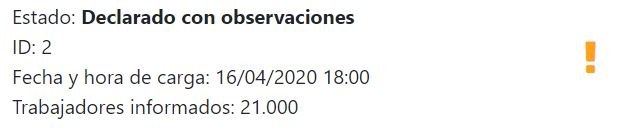 Estado: Declarado con observaciones
ID: 2
Fecha y hora de carga: 16/04/2020 18:00
Trabajadores informados: 21.000